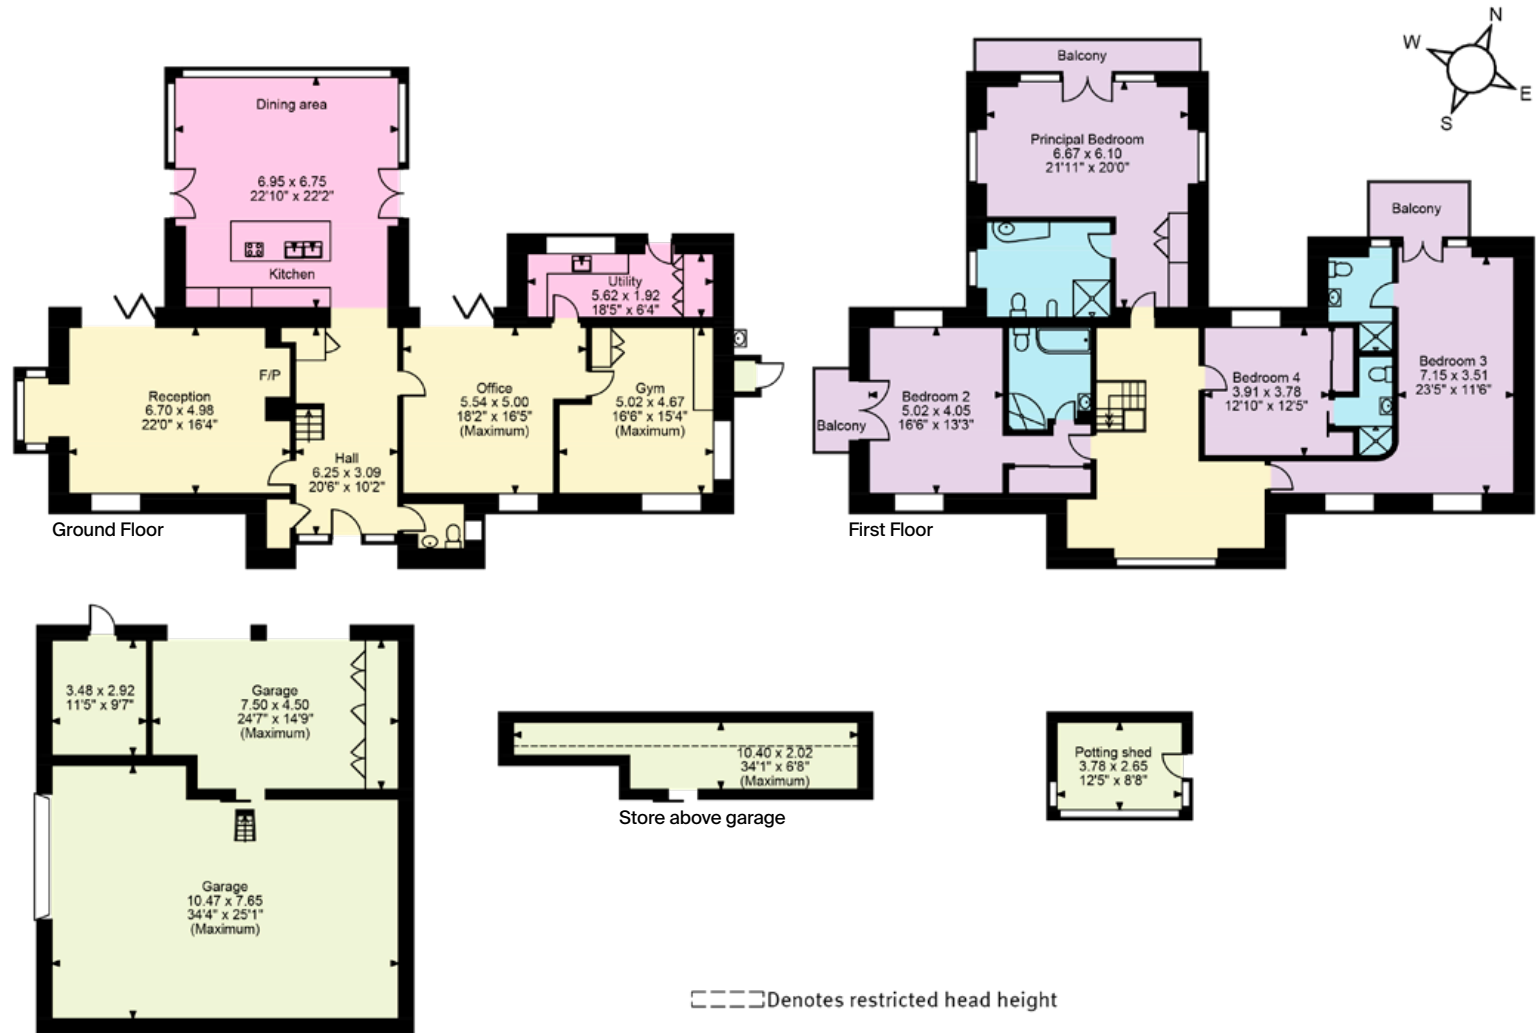 Balcony
N
W
E
S
Dining area
6.95 x 6.75
22'10" x 22'2"
Kitchen
Utility
5.62 x 1.92
18'5" x 6'4"
Reception
6.70 x 4.98
22'0" x 16'4"
F/P
Hall
6.25 x 3.09
20'6" x 10'2"
Office
5.54 x 5.00
18'2" x 16'5"
(Maximum)
Gym
5.02 x 4.67
16'6" x 15'4"
(Maximum)
Ground Floor
Principal Bedroom
6.67 x 6.10
21'11" x 20'0"
Balcony
Balcony
Bedroom 2
5.02 x 4.05
16'6" x 13'3"
Bedroom 4
3.91 x 3.78
12'10" x 12'5"
Bedroom 3
7.15 x 3.51
23'5" x 11'6"
First Floor
3.48 x 2.92
11'5" x 9'7"
Garage
7.50 x 4.50
24'7" x 14'9"
(Maximum)
Garage
10.47 x 7.65
34'4" x 25'1"
(Maximum)
10.40 x 2.02
34'1" x 6'8"
(Maximum)
Store above garage
Potting shed
3.78 x 2.65
12'5" x 8'8"
Denotes restricted head height